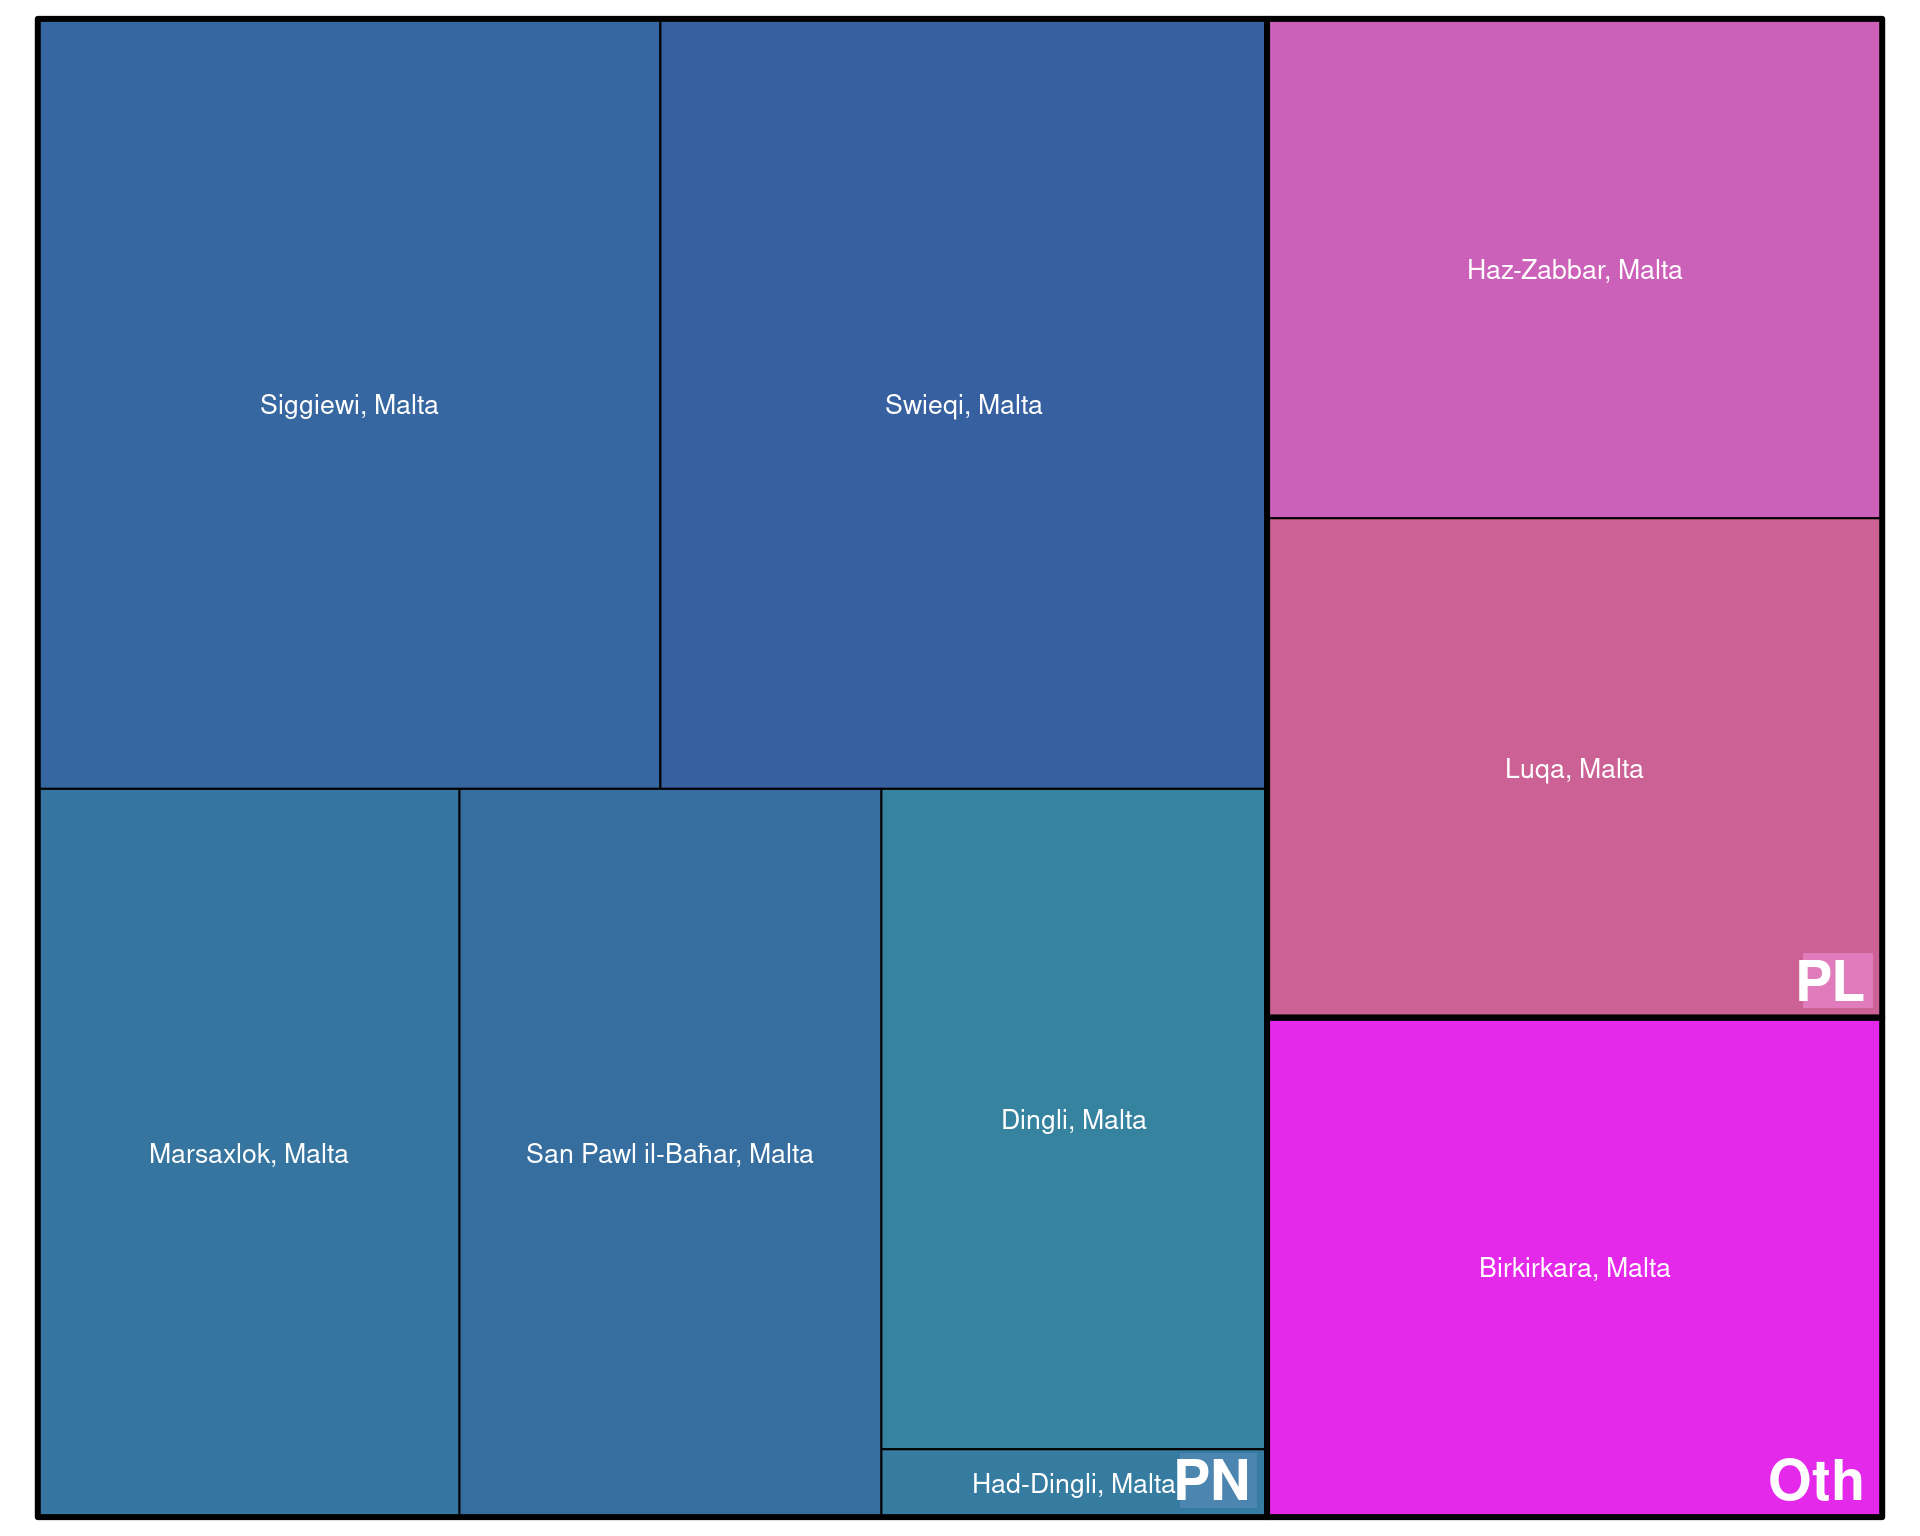 Siggiewi, Malta
Swieqi, Malta
Haz-Zabbar, Malta
Luqa, Malta
PL
Marsaxlok, Malta
San Pawl il-Baħar, Malta
Dingli, Malta
Had-Dingli, Malta
PN
Birkirkara, Malta
Oth